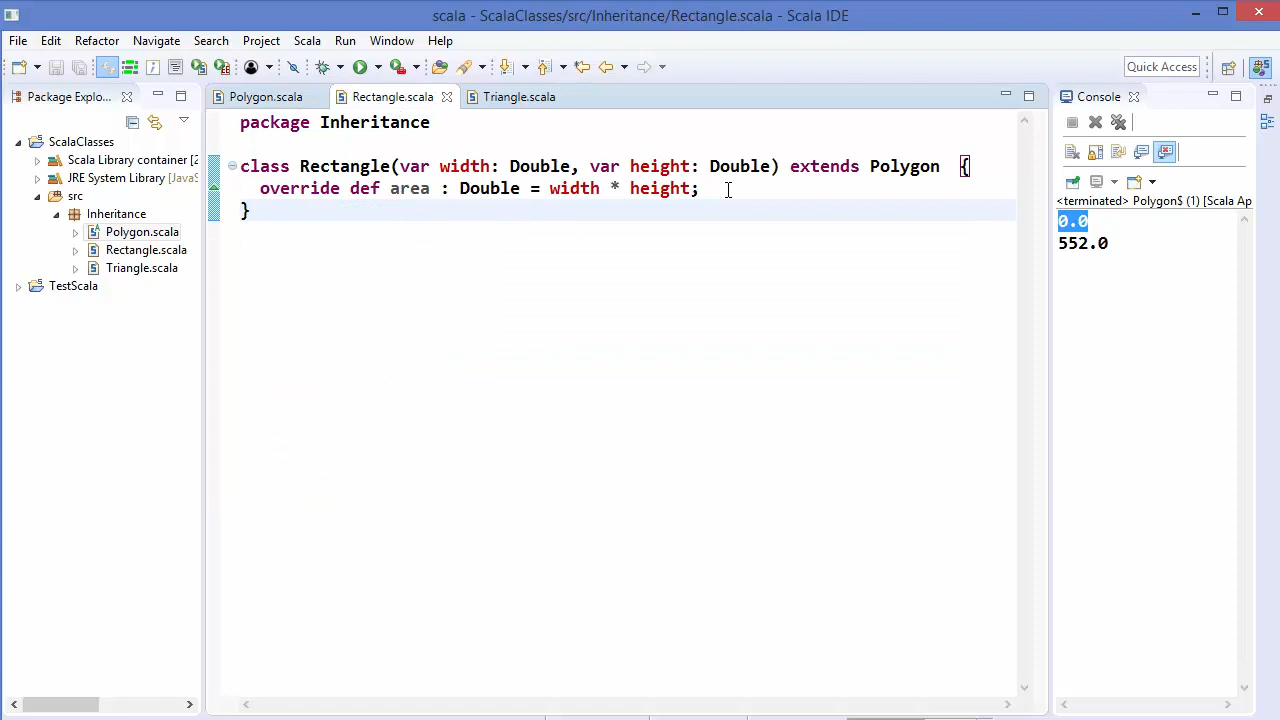 scala - ScalaClasses/src/Inheritance/Rectangle.scala - Scala IDE
File Edit Refactor Navigate Search Project Scala Run Window Help
Quick Access
Package Explo...
ScalaClasses
Scala Library container [2
JRE System Library [JavaS
src
Inheritance
Polygon.scala
Rectangle.scala
Triangle.scala
TestScala
Polygon.scala Rectangle.scala Triangle.scala
package Inheritance
class Rectangle(var width: Double, var height: Double) extends Polygon {
override def area : Double = width * height;
}
Console
<terminated> Polygon$ (1) [Scala Ap
0.0
552.0